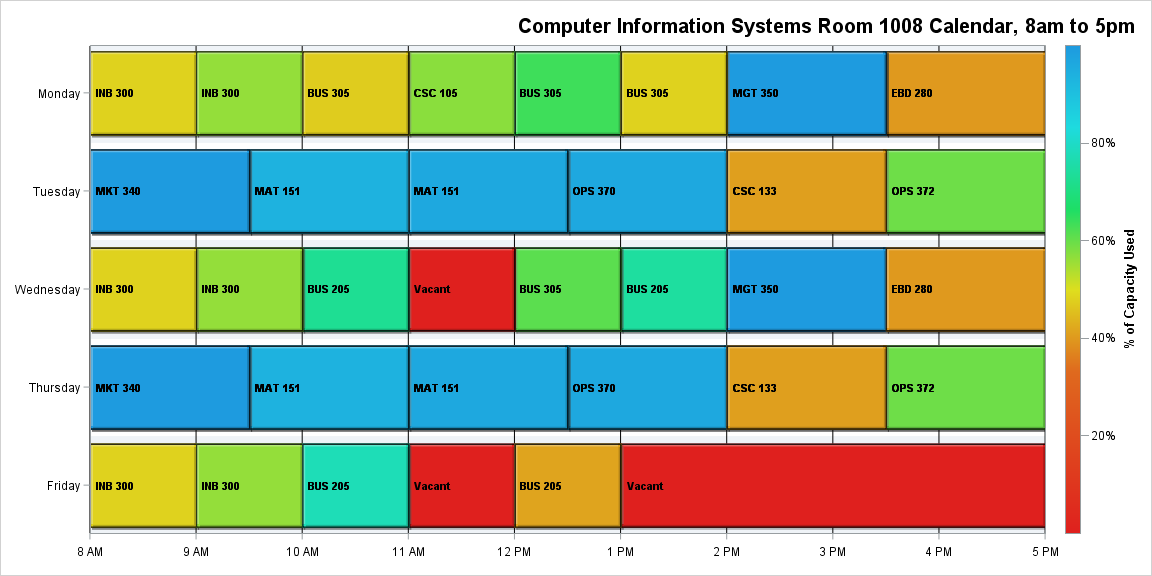 Computer Information Systems Room 1008 Calendar, 8am to 5pm
Monday
INB 300
INB 300
BUS 305
CSC 105
BUS 305
BUS 305
MGT 350
EBD 280
Tuesday
MKT 340
MAT 151
MAT 151
OPS 370
CSC 133
OPS 372
Wednesday
INB 300
INB 300
BUS 205
Vacant
BUS 305
BUS 205
MGT 350
EBD 280
Thursday
MKT 340
MAT 151
MAT 151
OPS 370
CSC 133
OPS 372
Friday
INB 300
INB 300
BUS 205
Vacant
BUS 205
Vacant
8 AM
9 AM
10 AM
11 AM
12 PM
1 PM
2 PM
3 PM
4 PM
5 PM
80%
60%
40%
20%
% of Capacity Used